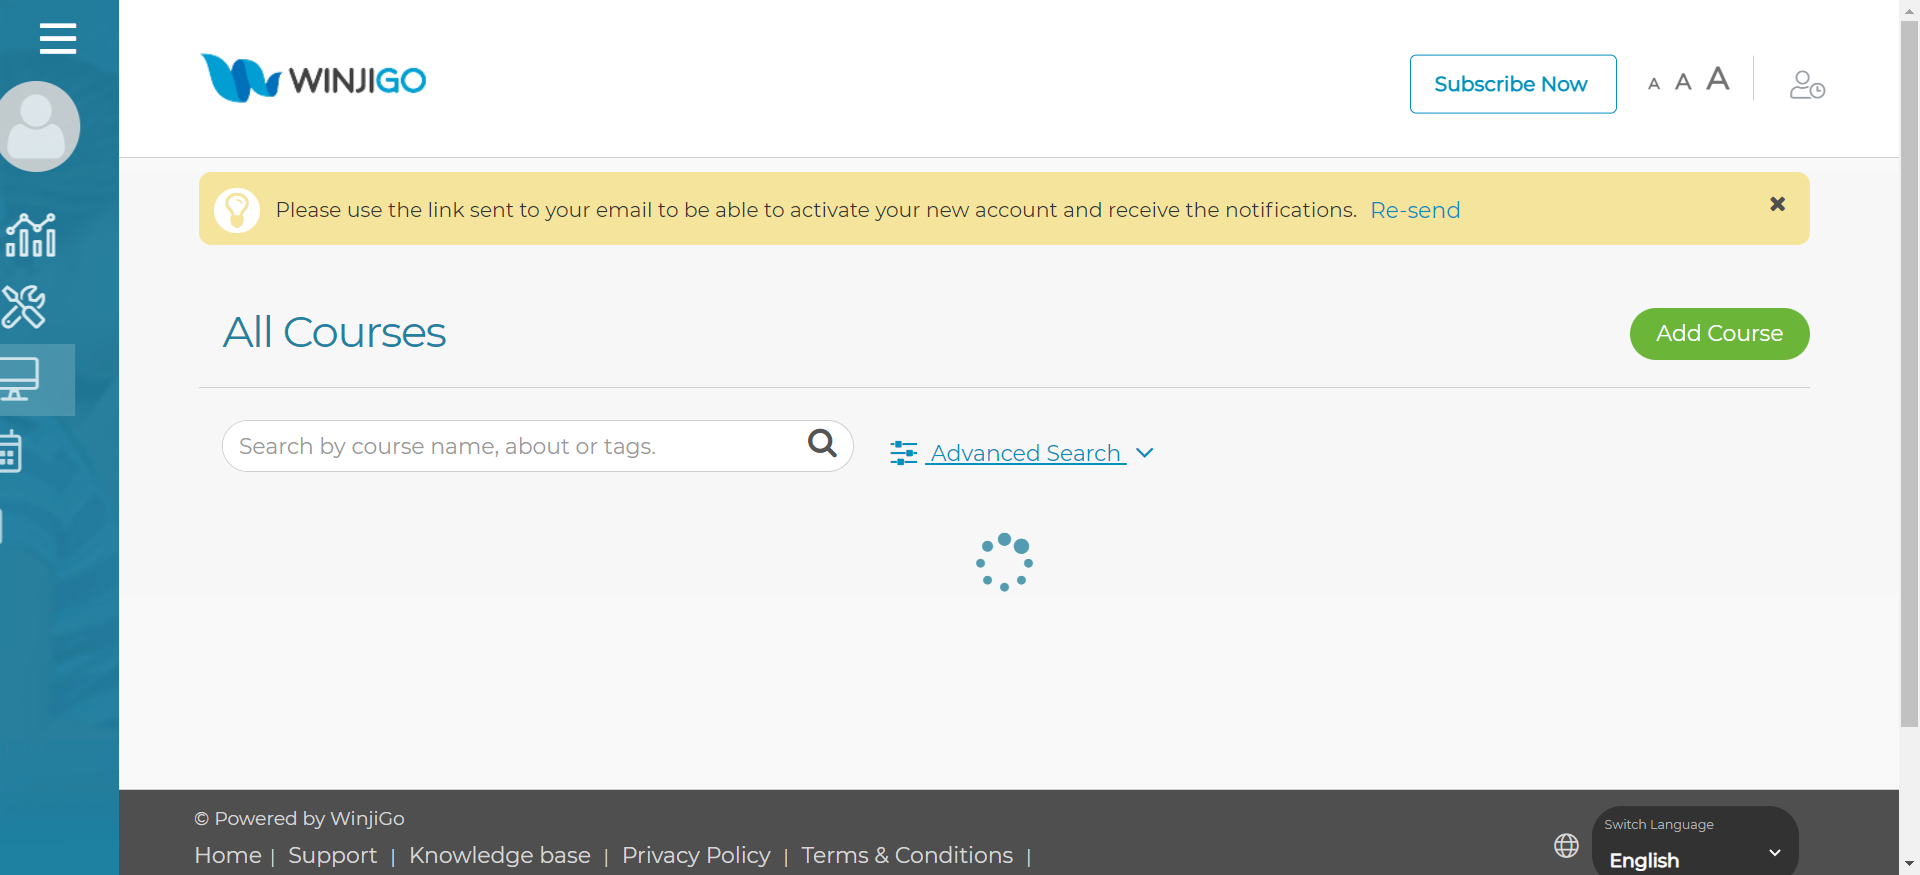 WINJIGO
Subscribe Now
A A A
Please use the link sent to your email to be able to activate your new account and receive the notifications. Re-send
All Courses
Add Course
Search by course name, about or tags.
Advanced Search
© Powered by WinjiGo
Home | Support | Knowledge base | Privacy Policy | Terms & Conditions |
Switch Language
English